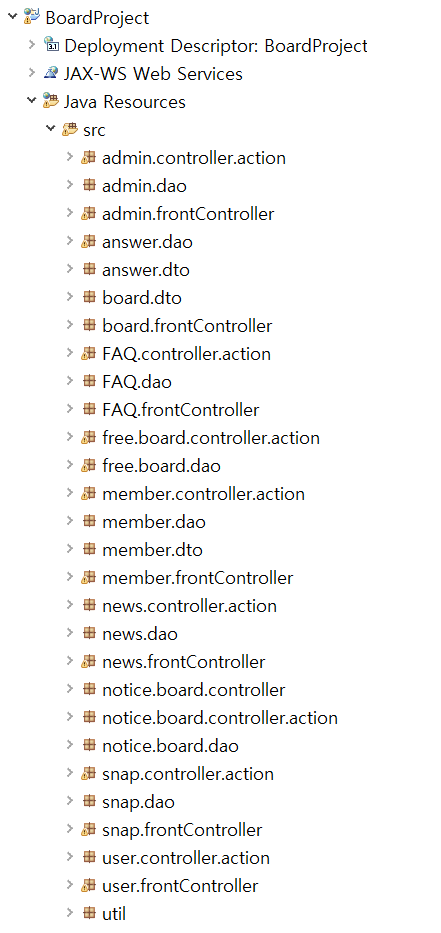 BoardProject
Deployment Descriptor: BoardProject
JAX-WS Web Services
Java Resources
src
admin.controller.action
admin.dao
admin.frontController
answer.dao
answer.dto
board.dto
board.frontController
FAQ.controller.action
FAQ.dao
FAQ.frontController
free.board.controller.action
free.board.dao
member.controller.action
member.dao
member.dto
member.frontController
news.controller.action
news.dao
news.frontController
notice.board.controller
notice.board.controller.action
notice.board.dao
snap.controller.action
snap.dao
snap.frontController
user.controller.action
user.frontController
util